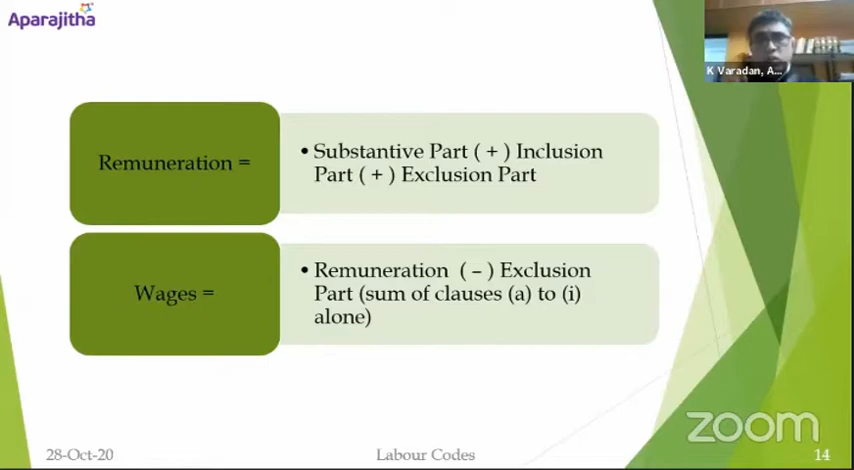 Aparajitha
K Varadan, A...
Remuneration =
• Substantive Part ( + ) Inclusion
Part ( + ) Exclusion Part
Wages =
• Remuneration ( – ) Exclusion
Part (sum of clauses (a) to (i)
alone)
zoom
28-Oct-20
Labour Codes
14